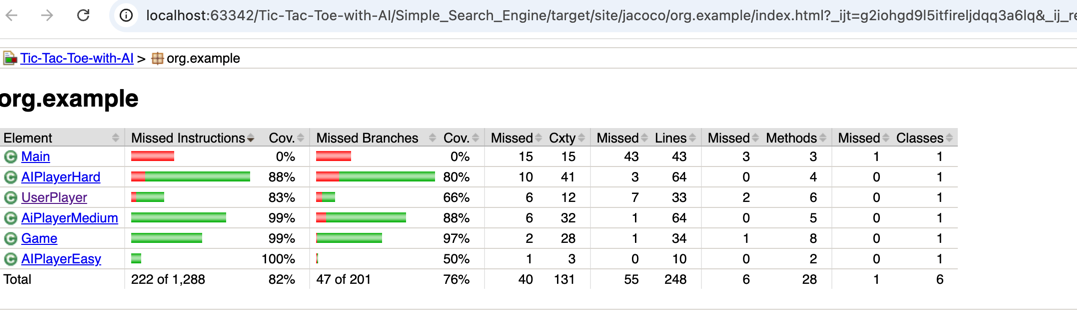 localhost:63342/Tic-Tac-Toe-with-AI/Simple_Search_Engine/target/site/jacoco/org.example/index.html?_ijt=g2iohgd9l5itfireljdqq3a6lq&_ij_re
Tic-Tac-Toe-with-AI > org.example
org.example
Element Missed Instructions Cov. Missed Branches Cov. Missed Cxty Missed Lines Missed Methods Missed Classes
Main 0% 0% 15 15 43 43 3 3 1 1
AIPlayerHard 88% 80% 10 41 3 64 0 4 0 1
UserPlayer 83% 66% 6 12 7 33 2 6 0 1
AiPlayerMedium 99% 88% 6 32 1 64 0 5 0 1
Game 99% 97% 2 28 1 34 1 8 0 1
AIPlayerEasy 100% 50% 1 3 0 10 0 2 0 1
Total 222 of 1,288 82% 47 of 201 76% 40 131 55 248 6 28 1 6